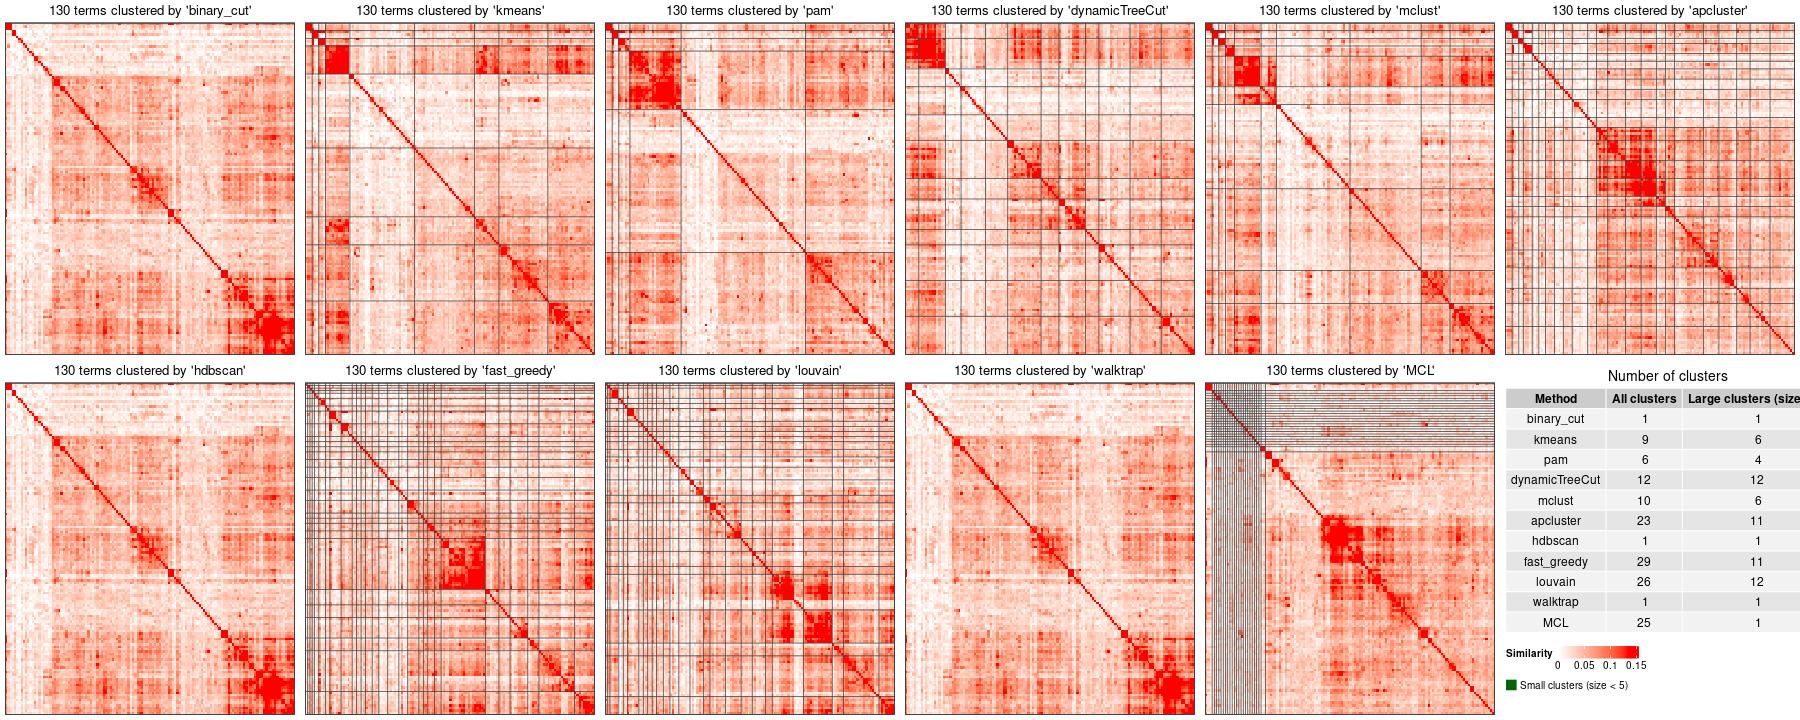 130 terms clustered by 'binary_cut'
130 terms clustered by 'kmeans'
130 terms clustered by 'pam'
130 terms clustered by 'dynamicTreeCut'
130 terms clustered by 'mclust'
130 terms clustered by 'apcluster'
130 terms clustered by 'hdbscan'
130 terms clustered by 'fast_greedy'
130 terms clustered by 'louvain'
130 terms clustered by 'walktrap'
130 terms clustered by 'MCL'
Number of clusters
Method All clusters Large clusters (size
binary_cut 1 1
kmeans 9 6
pam 6 4
dynamicTreeCut 12 12
mclust 10 6
apcluster 23 11
hdbscan 1 1
fast_greedy 29 11
louvain 26 12
walktrap 1 1
MCL 25 1
Similarity
0 0.05 0.1 0.15
Small clusters (size < 5)